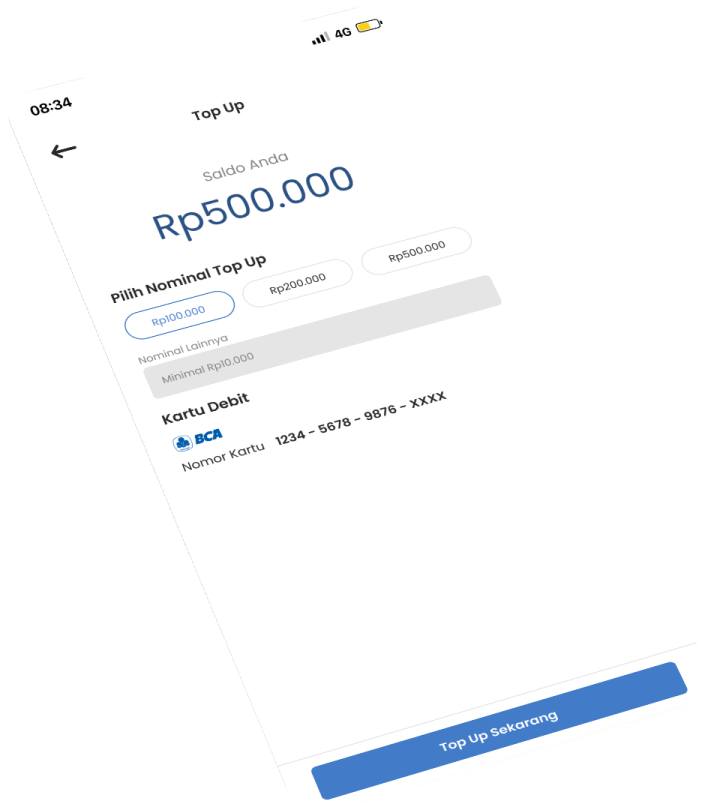 08:34
4G
Top Up
Saldo Anda
Rp500.000
Pilih Nominal Top Up
Rp100.000 Rp200.000 Rp500.000
Nominal Lainnya
Minimal Rp10.000
Kartu Debit
BCA
Nomor Kartu 1234 - 5678 - 9876 - XXXX
Top Up Sekarang